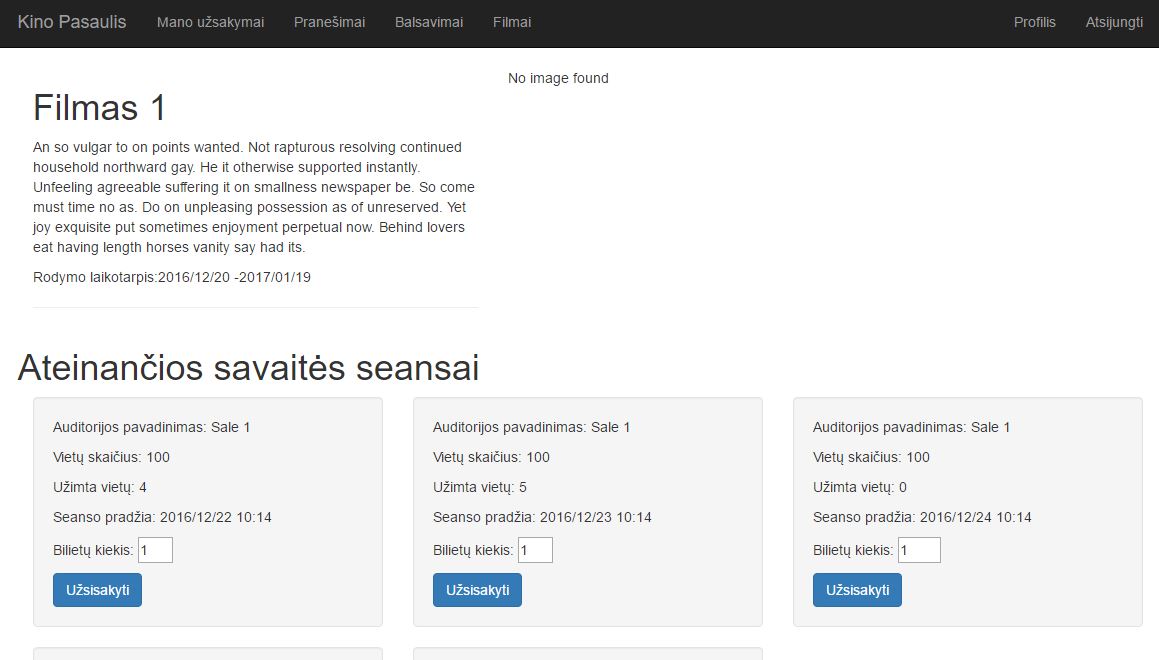 Kino Pasaulis Mano užsakymai Pranešimai Balsavimai Filmai Profilis Atsijungti
No image found
Filmas 1
An so vulgar to on points wanted. Not rapturous resolving continued
household northward gay. He it otherwise supported instantly.
Unfeeling agreeable suffering it on smallness newspaper be. So come
must time no as. Do on unpleasing possession as of unreserved. Yet
joy exquisite put sometimes enjoyment perpetual now. Behind lovers
eat having length horses vanity say had its.
Rodymo laikotarpis:2016/12/20 -2017/01/19
Ateinančios savaitės seansai
Auditorijos pavadinimas: Sale 1
Vietų skaičius: 100
Užimta vietų: 4
Seanso pradžia: 2016/12/22 10:14
Bilietų kiekis: 1
Užsisakyti
Auditorijos pavadinimas: Sale 1
Vietų skaičius: 100
Užimta vietų: 5
Seanso pradžia: 2016/12/23 10:14
Bilietų kiekis: 1
Užsisakyti
Auditorijos pavadinimas: Sale 1
Vietų skaičius: 100
Užimta vietų: 0
Seanso pradžia: 2016/12/24 10:14
Bilietų kiekis: 1
Užsisakyti